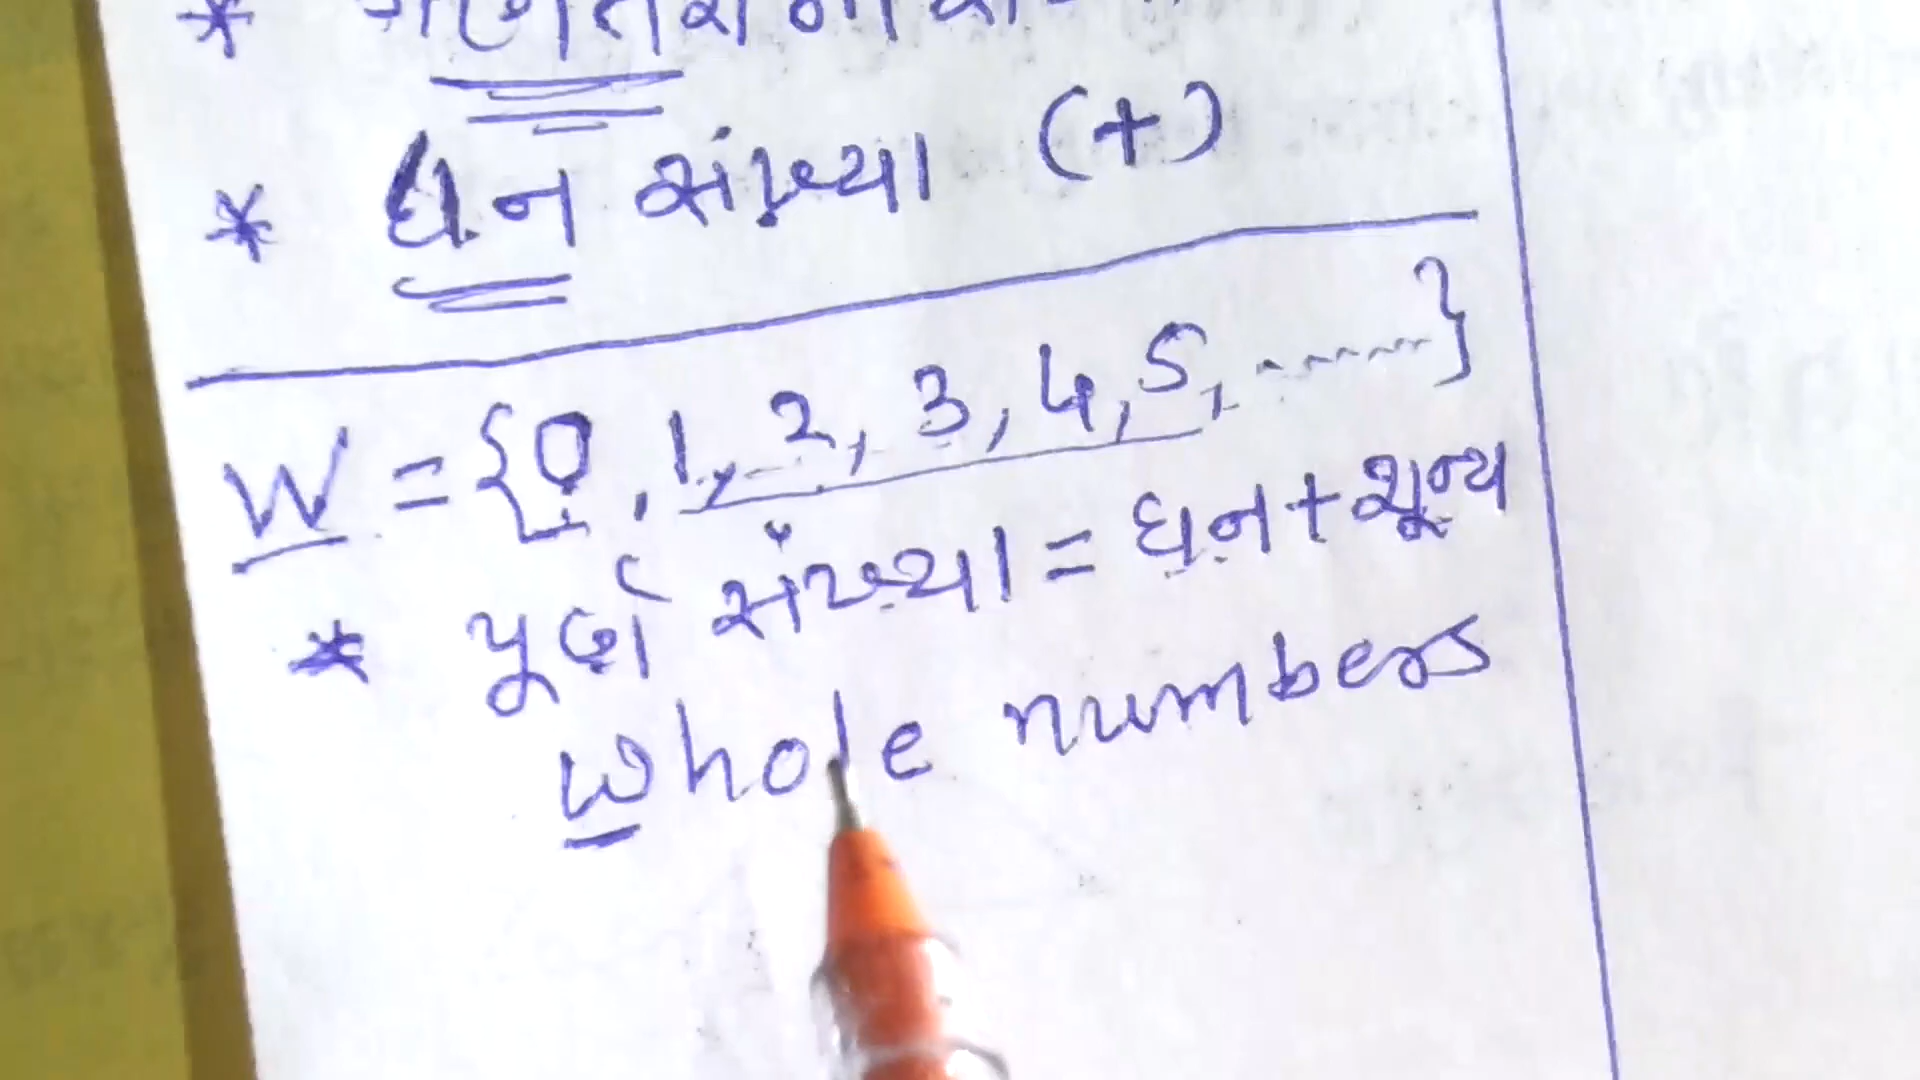 *
* ધન સંખ્યા (+)
W = {0, 1, 2, 3, 4, 5, ------}
* પૂર્ણ સંખ્યા = ધન + શૂન્ય
whole numbers